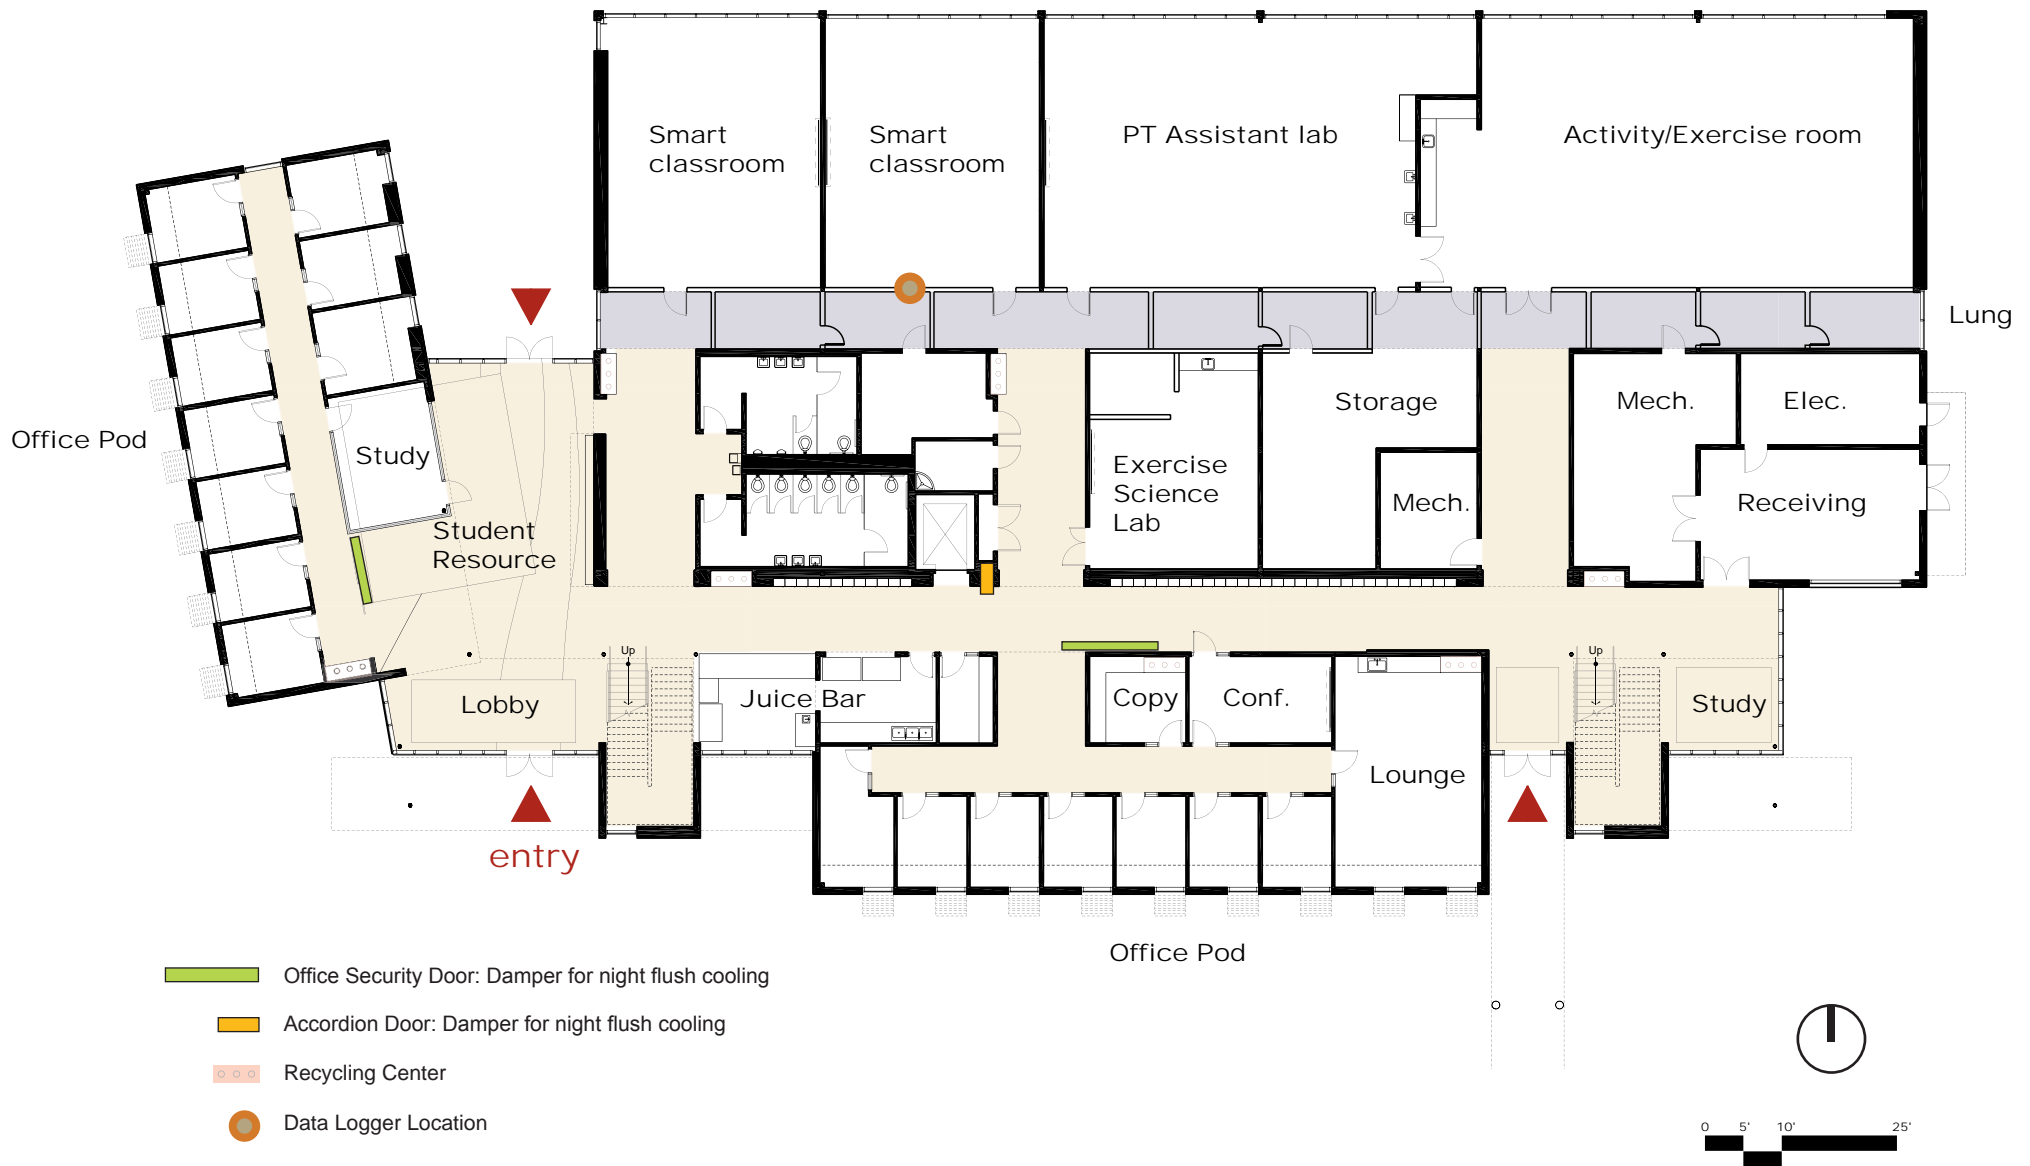 Smart
classroom
Smart
classroom
PT Assistant lab
Activity/Exercise room
Lung
Office Pod
Study
Student
Resource
Exercise
Science
Lab
Storage
Mech.
Mech.
Elec.
Receiving
Up
Up
Lobby
Juice Bar
Copy
Conf.
Lounge
Study
entry
Office Pod
Office Security Door: Damper for night flush cooling
Accordion Door: Damper for night flush cooling
Recycling Center
Data Logger Location
0 5' 10' 25'